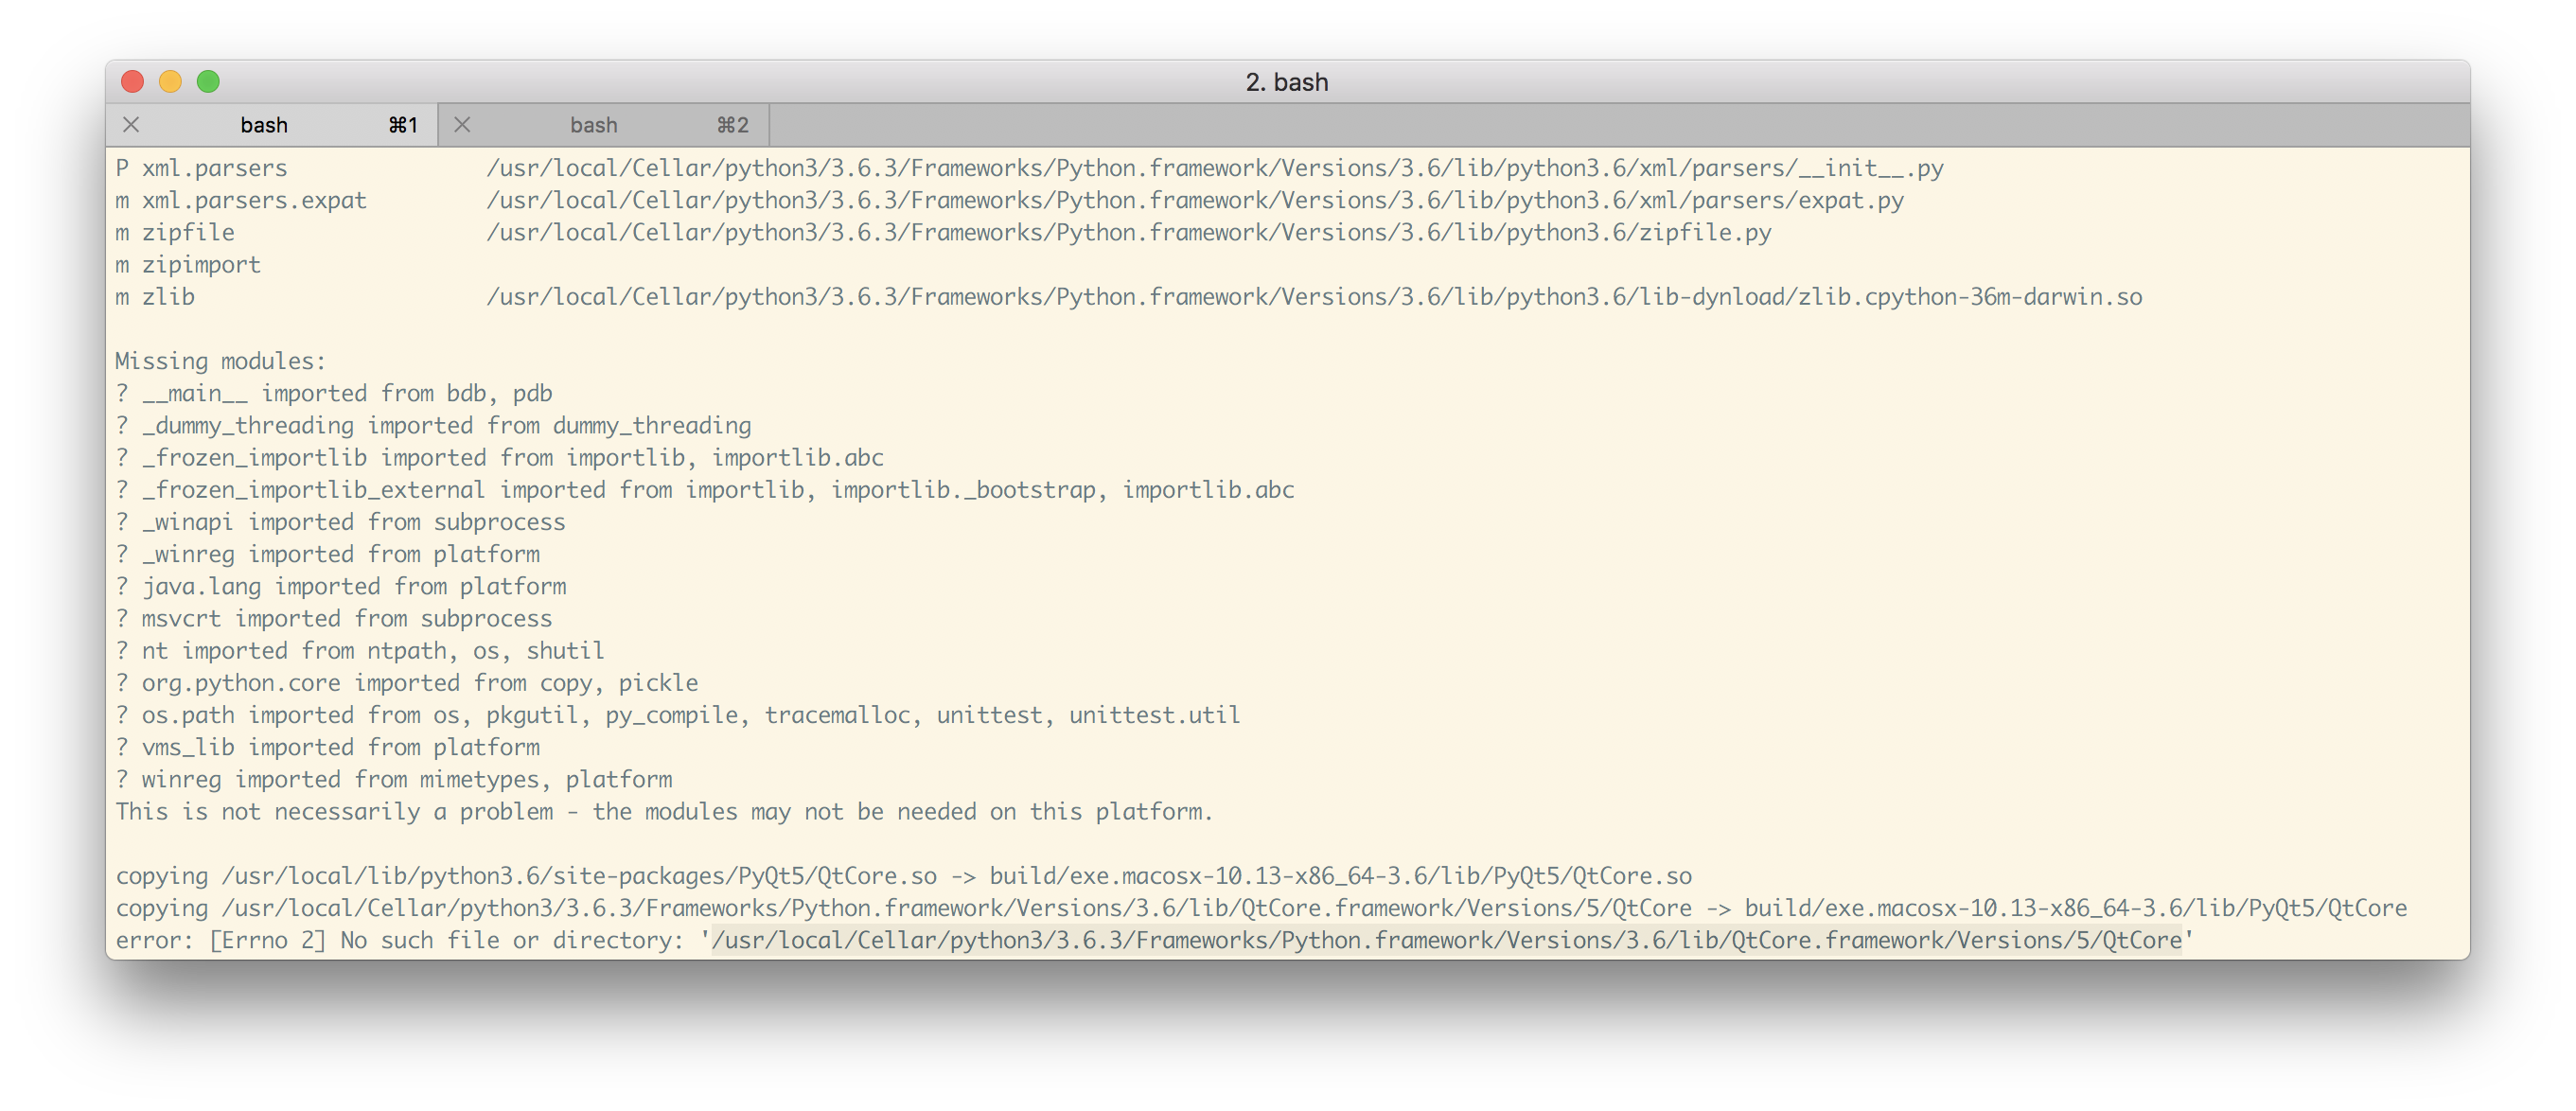 2. bash
bash ⌘1 bash ⌘2
P xml.parsers /usr/local/Cellar/python3/3.6.3/Frameworks/Python.framework/Versions/3.6/lib/python3.6/xml/parsers/__init__.py
m xml.parsers.expat /usr/local/Cellar/python3/3.6.3/Frameworks/Python.framework/Versions/3.6/lib/python3.6/xml/parsers/expat.py
m zipfile /usr/local/Cellar/python3/3.6.3/Frameworks/Python.framework/Versions/3.6/lib/python3.6/zipfile.py
m zipimport
m zlib /usr/local/Cellar/python3/3.6.3/Frameworks/Python.framework/Versions/3.6/lib/python3.6/lib-dynload/zlib.cpython-36m-darwin.so
Missing modules:
? __main__ imported from bdb, pdb
? _dummy_threading imported from dummy_threading
? _frozen_importlib imported from importlib, importlib.abc
? _frozen_importlib_external imported from importlib, importlib._bootstrap, importlib.abc
? _winapi imported from subprocess
? _winreg imported from platform
? java.lang imported from platform
? msvcrt imported from subprocess
? nt imported from ntpath, os, shutil
? org.python.core imported from copy, pickle
? os.path imported from os, pkgutil, py_compile, tracemalloc, unittest, unittest.util
? vms_lib imported from platform
? winreg imported from mimetypes, platform
This is not necessarily a problem - the modules may not be needed on this platform.
copying /usr/local/lib/python3.6/site-packages/PyQt5/QtCore.so -> build/exe.macosx-10.13-x86_64-3.6/lib/PyQt5/QtCore.so
copying /usr/local/Cellar/python3/3.6.3/Frameworks/Python.framework/Versions/3.6/lib/QtCore.framework/Versions/5/QtCore -> build/exe.macosx-10.13-x86_64-3.6/lib/PyQt5/QtCore
error: [Errno 2] No such file or directory: '/usr/local/Cellar/python3/3.6.3/Frameworks/Python.framework/Versions/3.6/lib/QtCore.framework/Versions/5/QtCore'